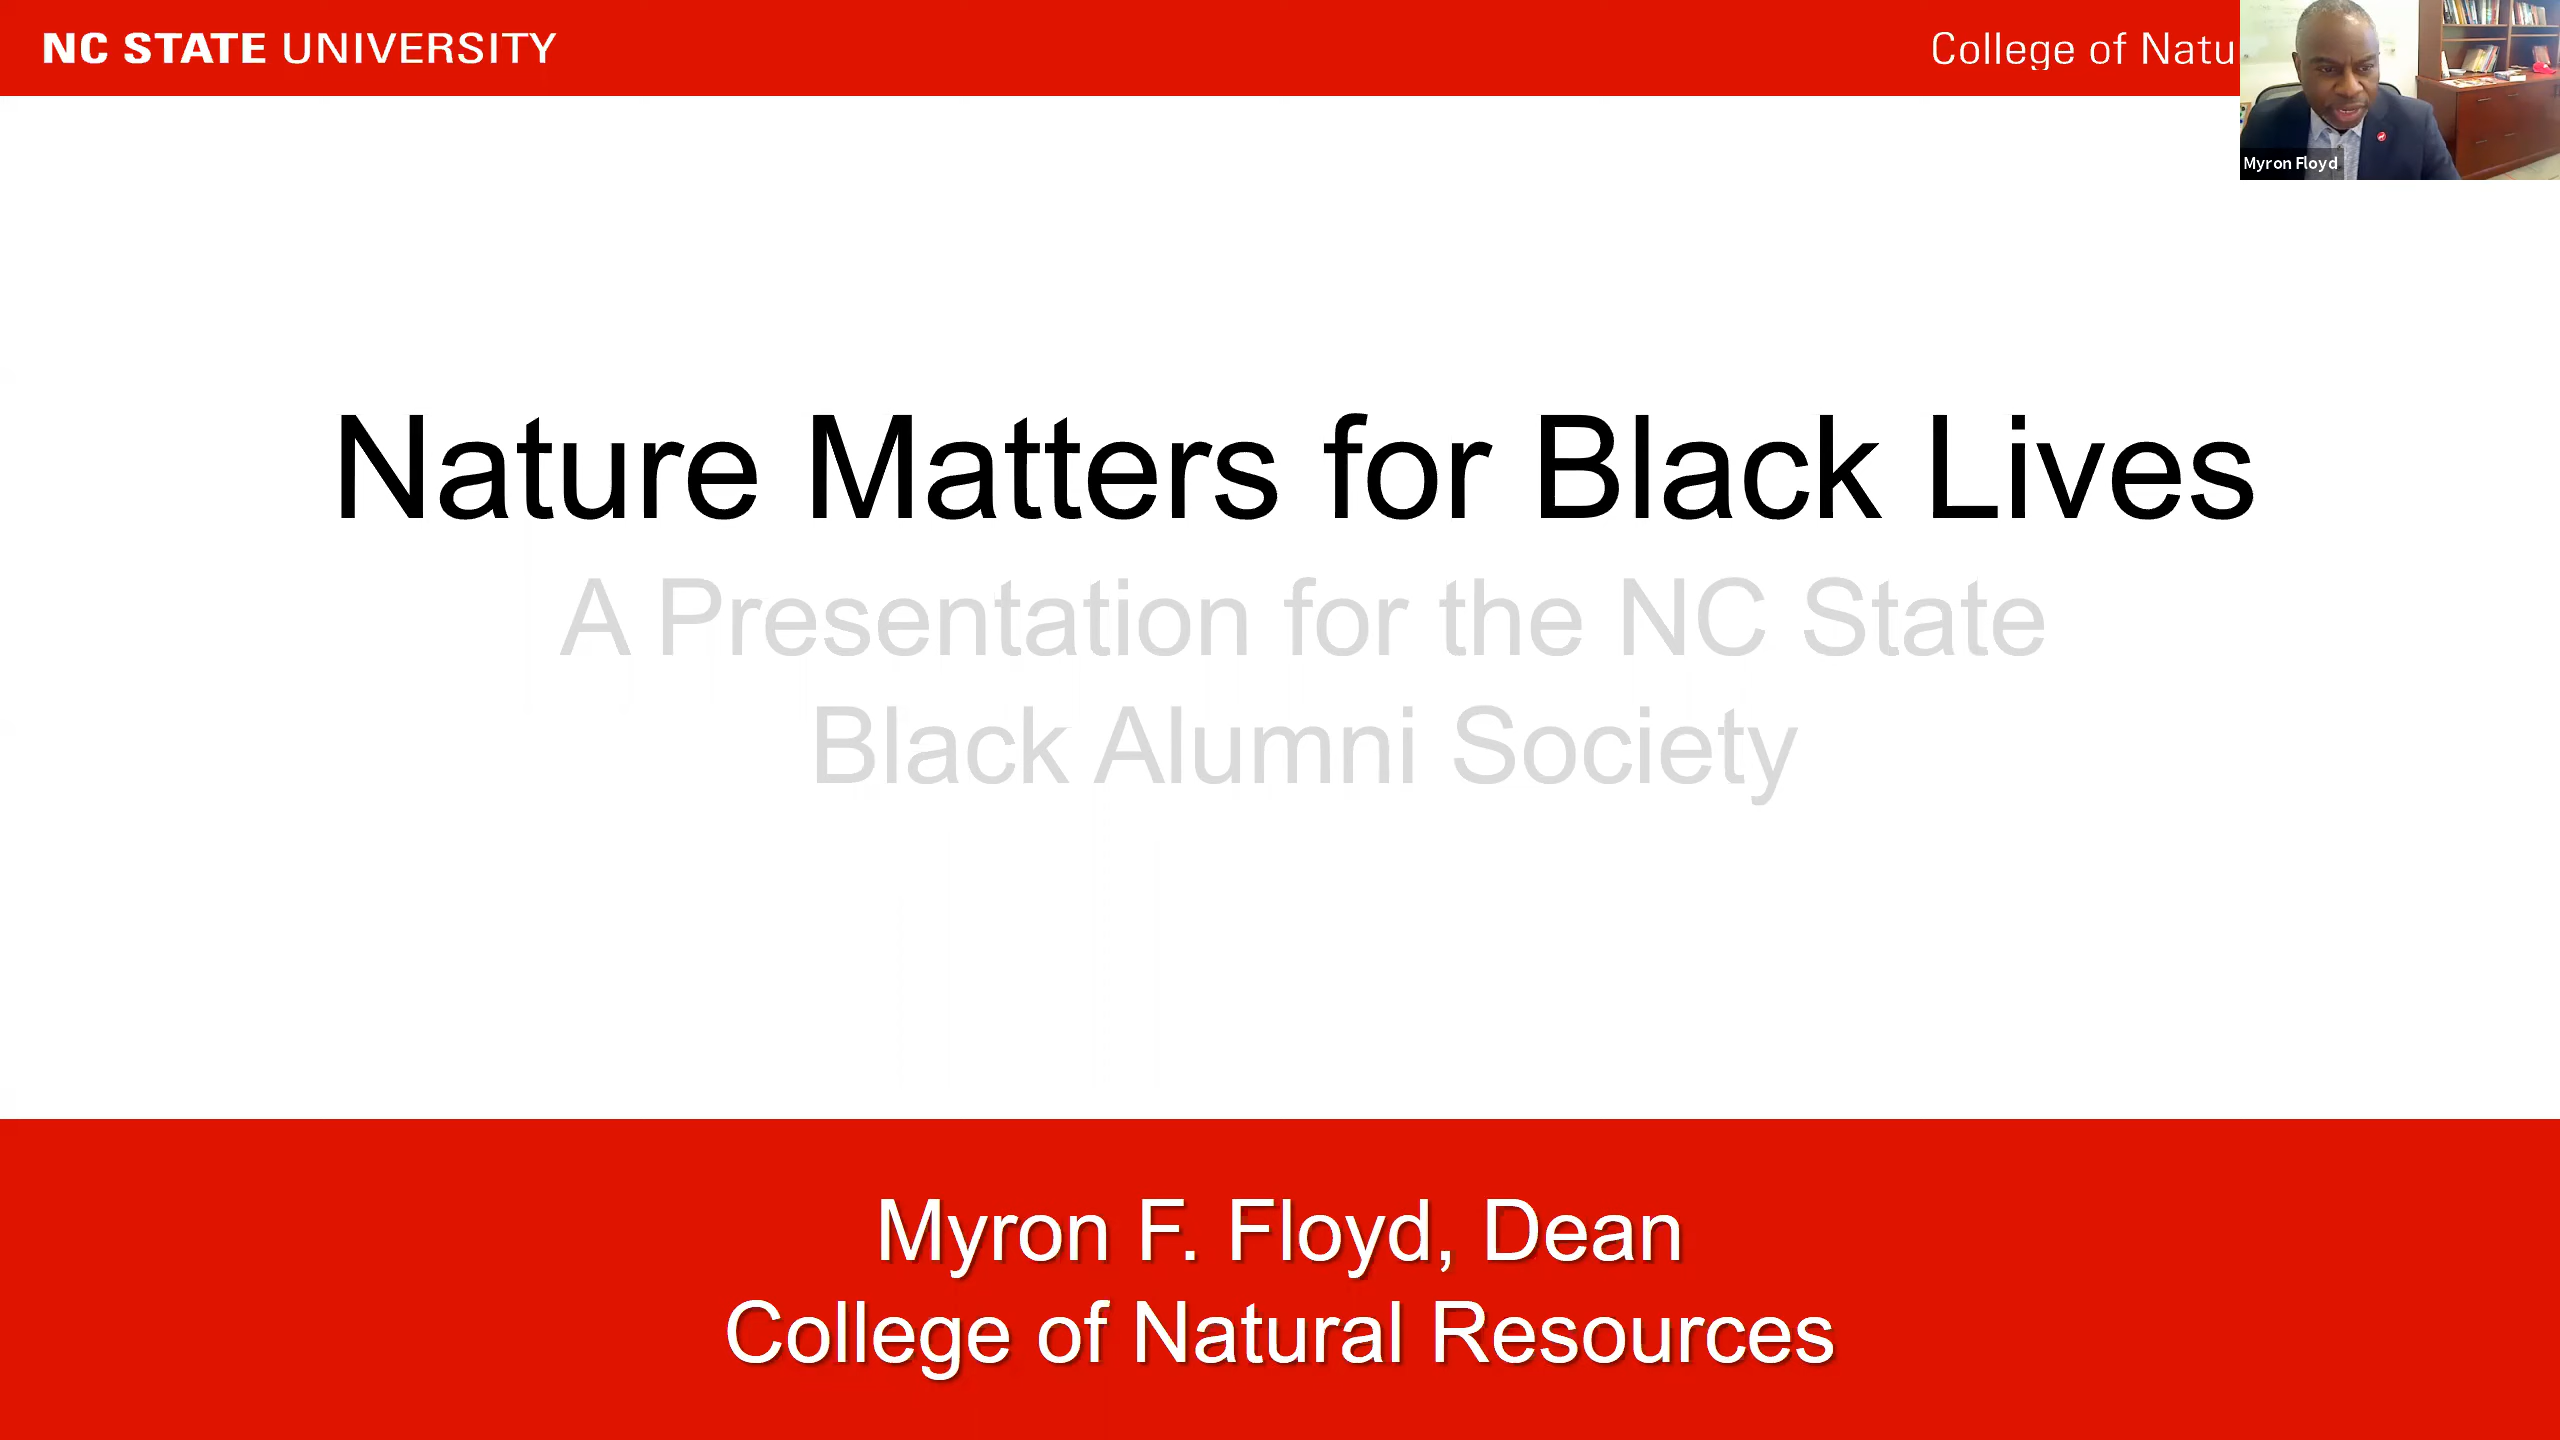 NC STATE UNIVERSITY
College of Natu
Myron Floyd
Nature Matters for Black Lives
A Presentation for the NC State
Black Alumni Society
Myron F. Floyd, Dean
College of Natural Resources